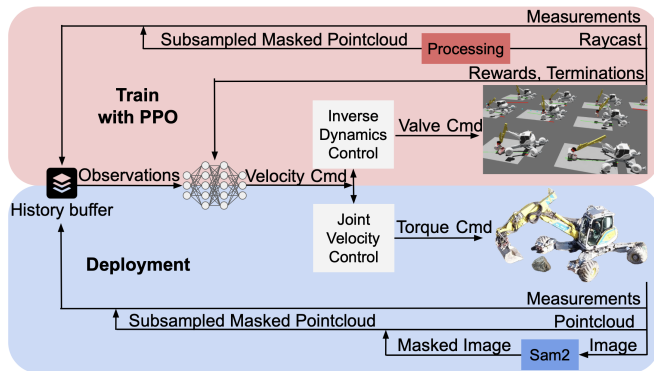 Measurements
Subsampled Masked Pointcloud
Processing
Raycast
Rewards, Terminations
Train
with PPO
Inverse
Dynamics
Control
Valve Cmd
Observations
Velocity Cmd
History buffer
Joint
Velocity
Control
Torque Cmd
Deployment
Measurements
Subsampled Masked Pointcloud
Pointcloud
Masked Image
Sam2
Image